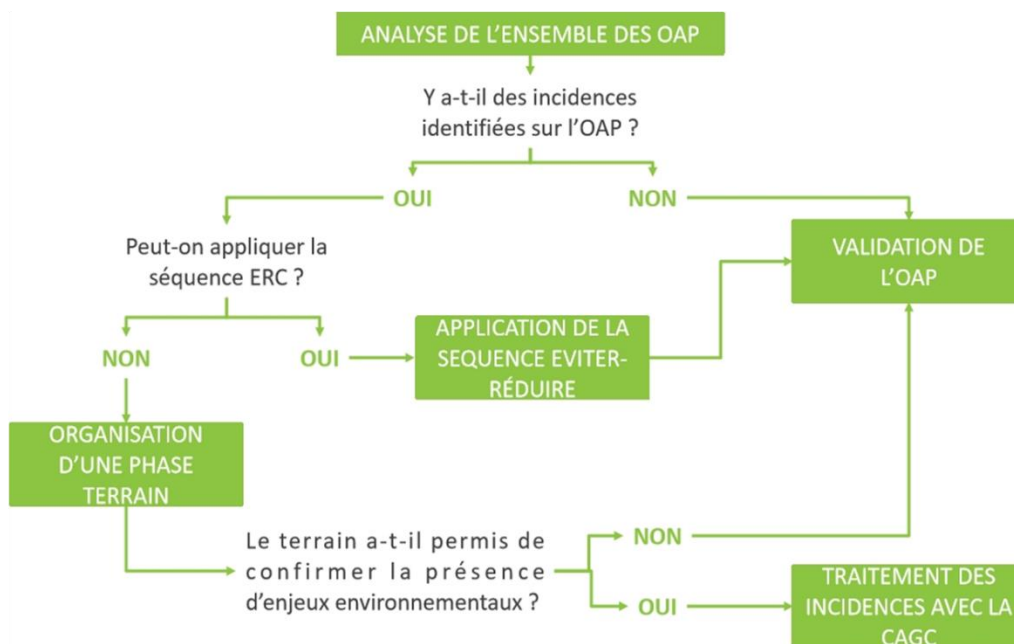 ANALYSE DE L'ENSEMBLE DES OAP
Y a-t-il des incidences
identifiées sur l'OAP ?
OUI
NON
Peut-on appliquer la
séquence ERC ?
VALIDATION DE
L'OAP
NON
OUI
APPLICATION DE LA
SEQUENCE EVITER-
RÉDUIRE
ORGANISATION
D'UNE PHASE
TERRAIN
Le terrain a-t-il permis de
confirmer la présence
d'enjeux environnementaux ?
NON
OUI
TRAITEMENT DES
INCIDENCES AVEC LA
CAGC